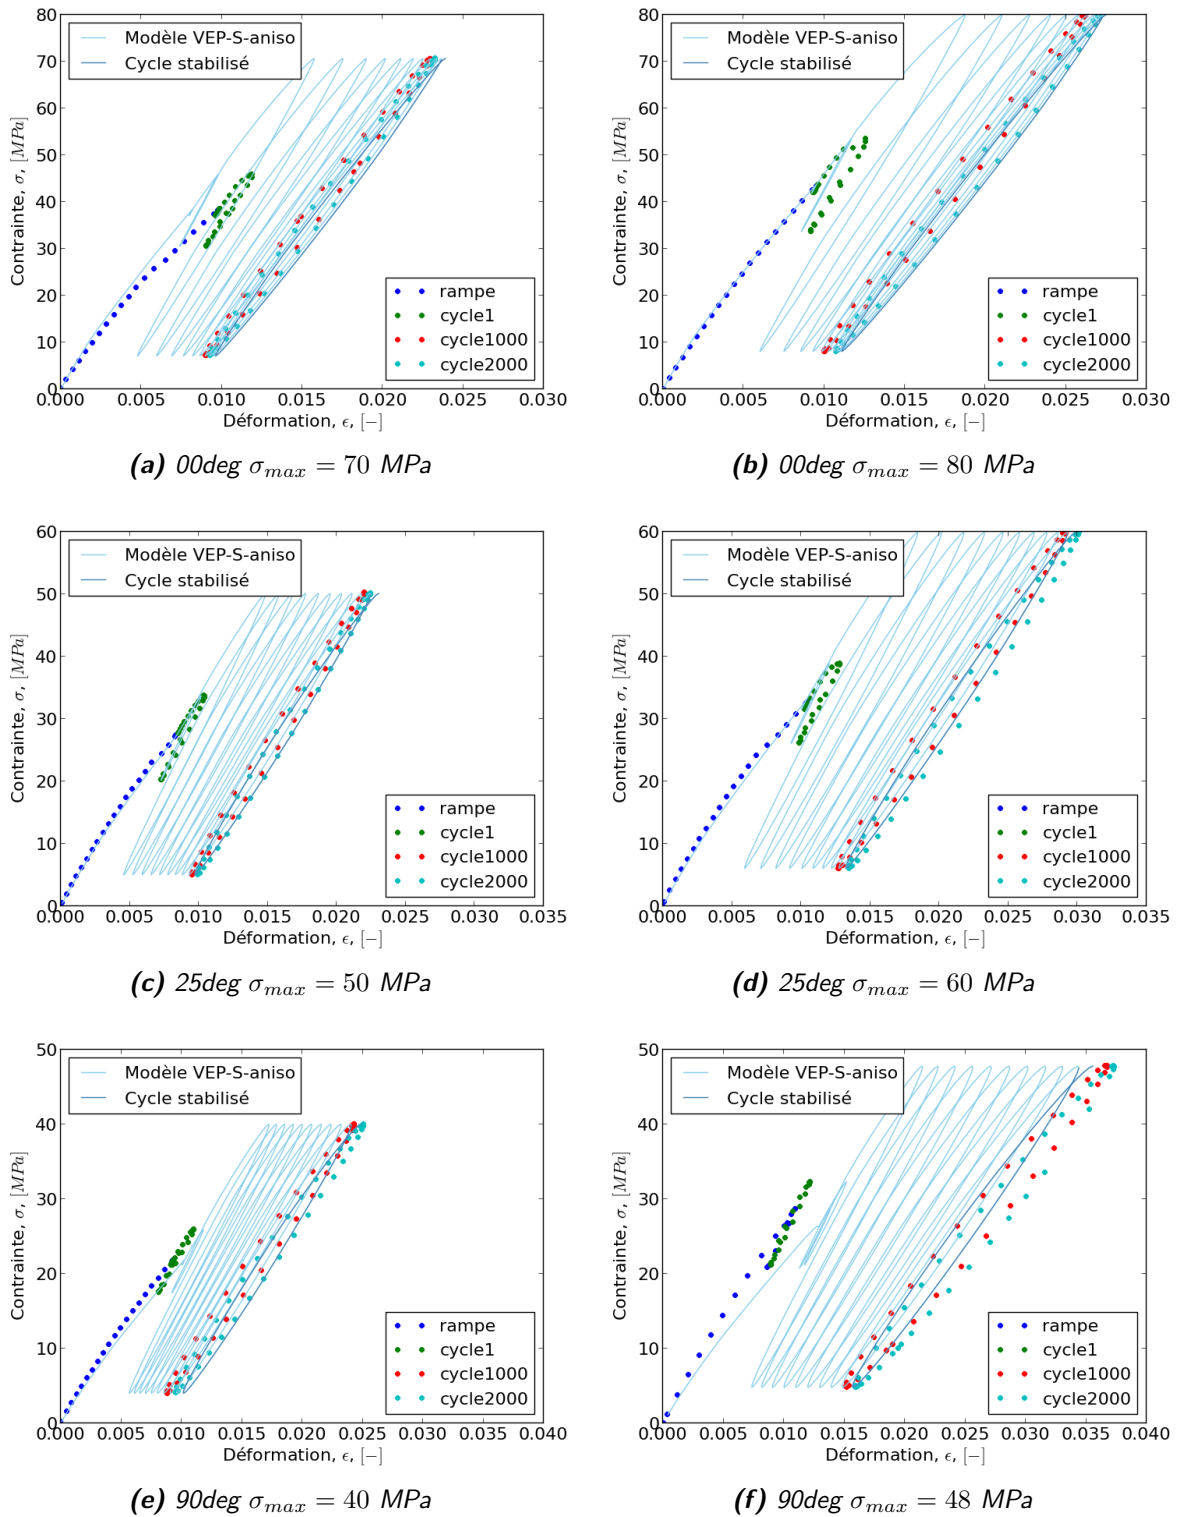 80
70
60
50
40
30
20
10
0
Contrainte, σ, [MPa]
Modèle VEP-S-aniso
Cycle stabilisé
rampe
cycle1
cycle1000
cycle2000
0.000 0.005 0.010 0.015 0.020 0.025 0.030
Déformation, ϵ, [−]
(a) 00deg σmax = 70 MPa
80
70
60
50
40
30
20
10
0
Contrainte, σ, [MPa]
Modèle VEP-S-aniso
Cycle stabilisé
rampe
cycle1
cycle1000
cycle2000
0.000 0.005 0.010 0.015 0.020 0.025 0.030
Déformation, ϵ, [−]
(b) 00deg σmax = 80 MPa
60
50
40
30
20
10
0
Contrainte, σ, [MPa]
Modèle VEP-S-aniso
Cycle stabilisé
rampe
cycle1
cycle1000
cycle2000
0.000 0.005 0.010 0.015 0.020 0.025 0.030 0.035
Déformation, ϵ, [−]
(c) 25deg σmax = 50 MPa
60
50
40
30
20
10
0
Contrainte, σ, [MPa]
Modèle VEP-S-aniso
Cycle stabilisé
rampe
cycle1
cycle1000
cycle2000
0.000 0.005 0.010 0.015 0.020 0.025 0.030 0.035
Déformation, ϵ, [−]
(d) 25deg σmax = 60 MPa
50
40
30
20
10
0
Contrainte, σ, [MPa]
Modèle VEP-S-aniso
Cycle stabilisé
rampe
cycle1
cycle1000
cycle2000
0.000 0.005 0.010 0.015 0.020 0.025 0.030 0.035 0.040
Déformation, ϵ, [−]
(e) 90deg σmax = 40 MPa
50
40
30
20
10
0
Contrainte, σ, [MPa]
Modèle VEP-S-aniso
Cycle stabilisé
rampe
cycle1
cycle1000
cycle2000
0.000 0.005 0.010 0.015 0.020 0.025 0.030 0.035 0.040
Déformation, ϵ, [−]
(f) 90deg σmax = 48 MPa